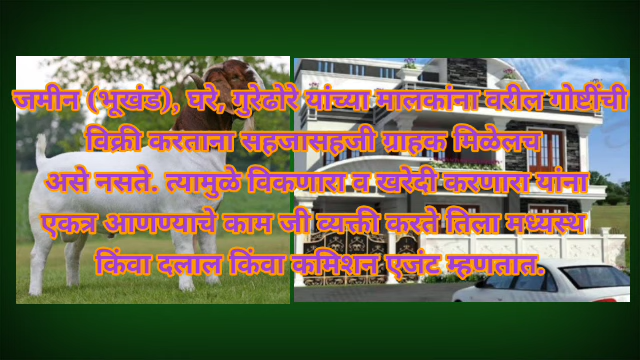 जमीन (भूखंड), घरे, गुरेढोरे यांच्या मालकांना वरील गोष्टींची
विक्री करताना सहजासहजी ग्राहक मिळेलच
असे नसते. त्यामुळे विकणारा व खरेदी करणारा यांना
एकत्र आणण्याचे काम जी व्यक्ती करते तिला मध्यस्थ
किंवा दलाल किंवा कमिशन एजंट म्हणतात.